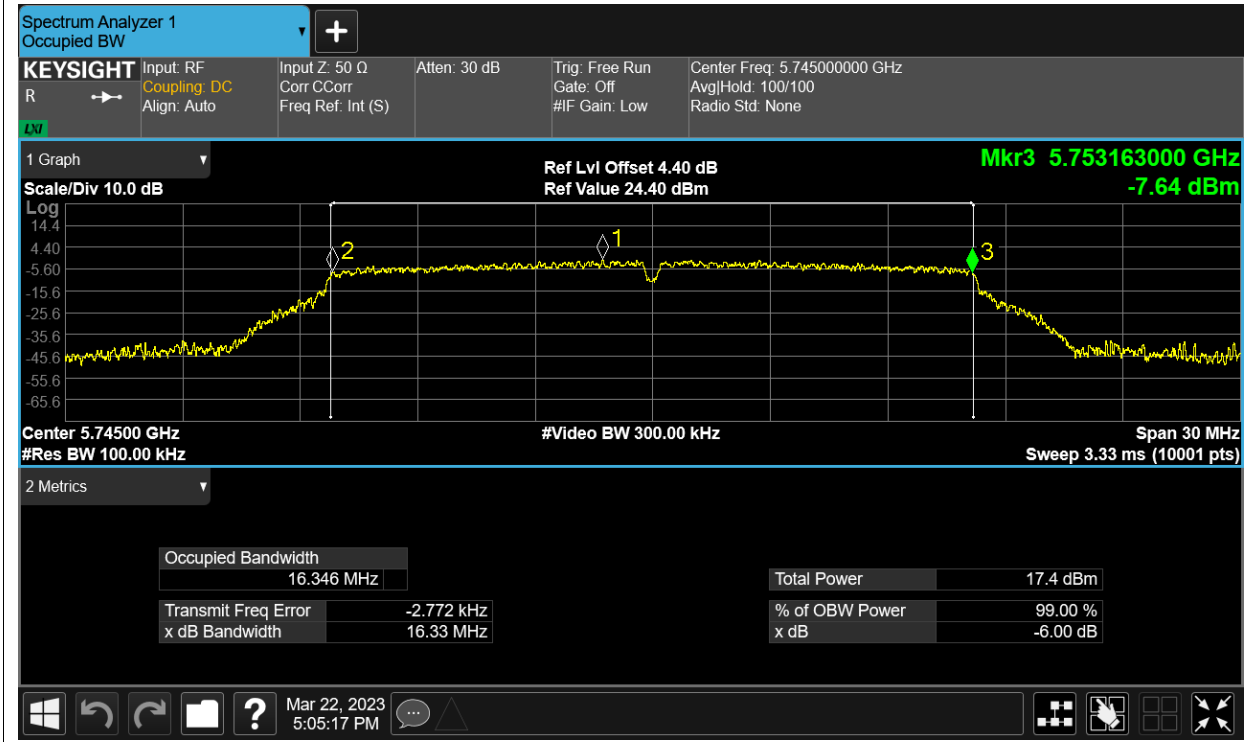 Spectrum Analyzer 1
Occupied BW
KEYSIGHT
R
LXI
Input: RF
Coupling: DC
Align: Auto
Input Z: 50 Ω
Corr CCorr
Freq Ref: Int (S)
Atten: 30 dB
Trig: Free Run
Gate: Off
#IF Gain: Low
Center Freq: 5.745000000 GHz
Avg|Hold: 100/100
Radio Std: None
1 Graph
Scale/Div 10.0 dB
Ref Lvl Offset 4.40 dB
Ref Value 24.40 dBm
Mkr3 5.753163000 GHz
-7.64 dBm
Log
14.4
4.40
-5.60
-15.6
-25.6
-35.6
-45.6
-55.6
-65.6
2
1
3
Center 5.74500 GHz
#Res BW 100.00 kHz
#Video BW 300.00 kHz
Span 30 MHz
Sweep 3.33 ms (10001 pts)
2 Metrics
Occupied Bandwidth
16.346 MHz
Transmit Freq Error -2.772 kHz
x dB Bandwidth 16.33 MHz
Total Power 17.4 dBm
% of OBW Power 99.00 %
x dB -6.00 dB
?
Mar 22, 2023
5:05:17 PM